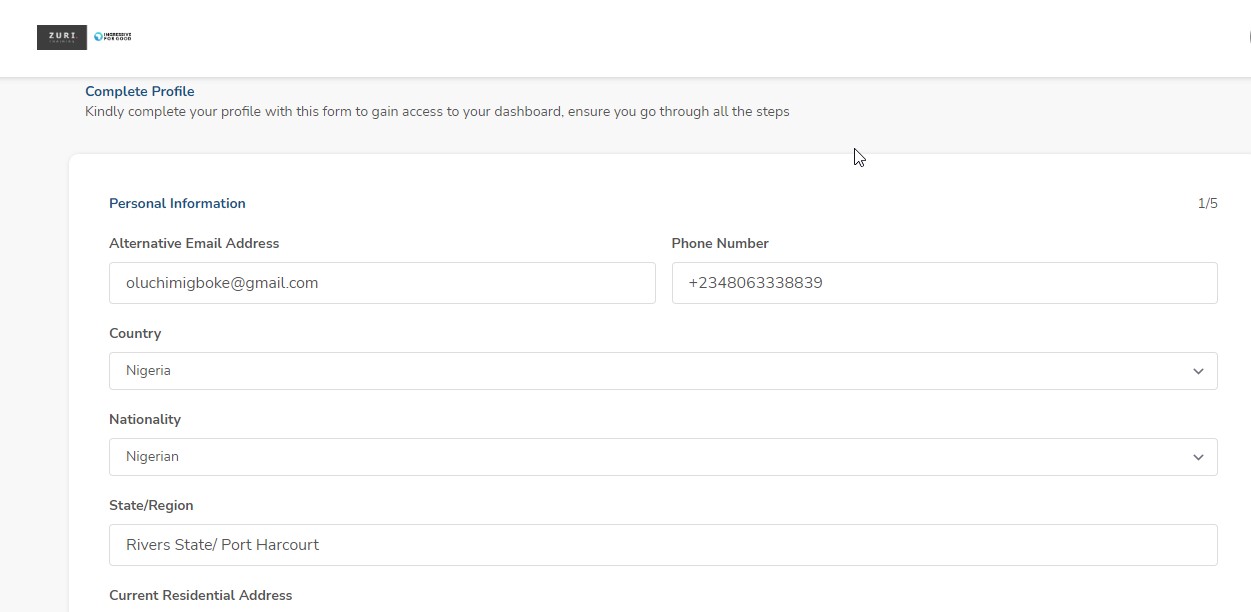 ZURI
INGRESSIVE
FOR GOOD
Complete Profile
Kindly complete your profile with this form to gain access to your dashboard, ensure you go through all the steps
Personal Information 1/5
Alternative Email Address Phone Number
oluchimigboke@gmail.com +2348063338839
Country
Nigeria
Nationality
Nigerian
State/Region
Rivers State/ Port Harcourt
Current Residential Address